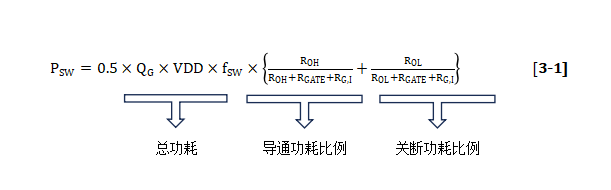 P_SW = 0.5 × Q_G × VDD × f_SW × { R_OH / (R_OH+R_GATE+R_G,I) + R_OL / (R_OL+R_GATE+R_G,I) } [3-1]
总功耗 导通功耗比例 关断功耗比例